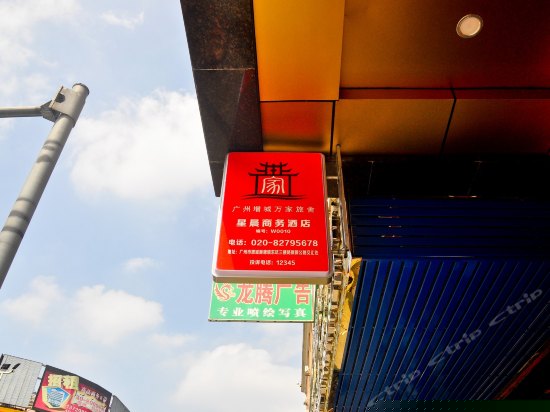 家
广州增城万家旅舍
星晨商务酒店
编号：W0010
电话：020-82795678
投诉电话：12345
龙腾广告
专业喷绘写真
Ctrip Ctrip Ctrip